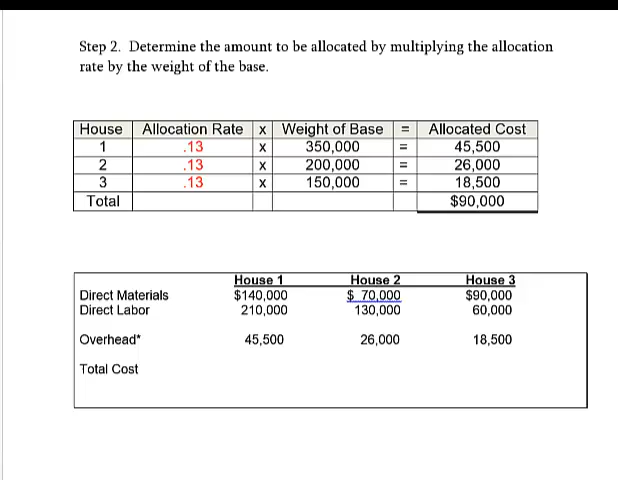 Step 2. Determine the amount to be allocated by multiplying the allocation
rate by the weight of the base.
House Allocation Rate x Weight of Base = Allocated Cost
1 .13 x 350,000 = 45,500
2 .13 x 200,000 = 26,000
3 .13 x 150,000 = 18,500
Total $90,000
House 1 House 2 House 3
Direct Materials $140,000 $ 70,000 $90,000
Direct Labor 210,000 130,000 60,000
Overhead* 45,500 26,000 18,500
Total Cost